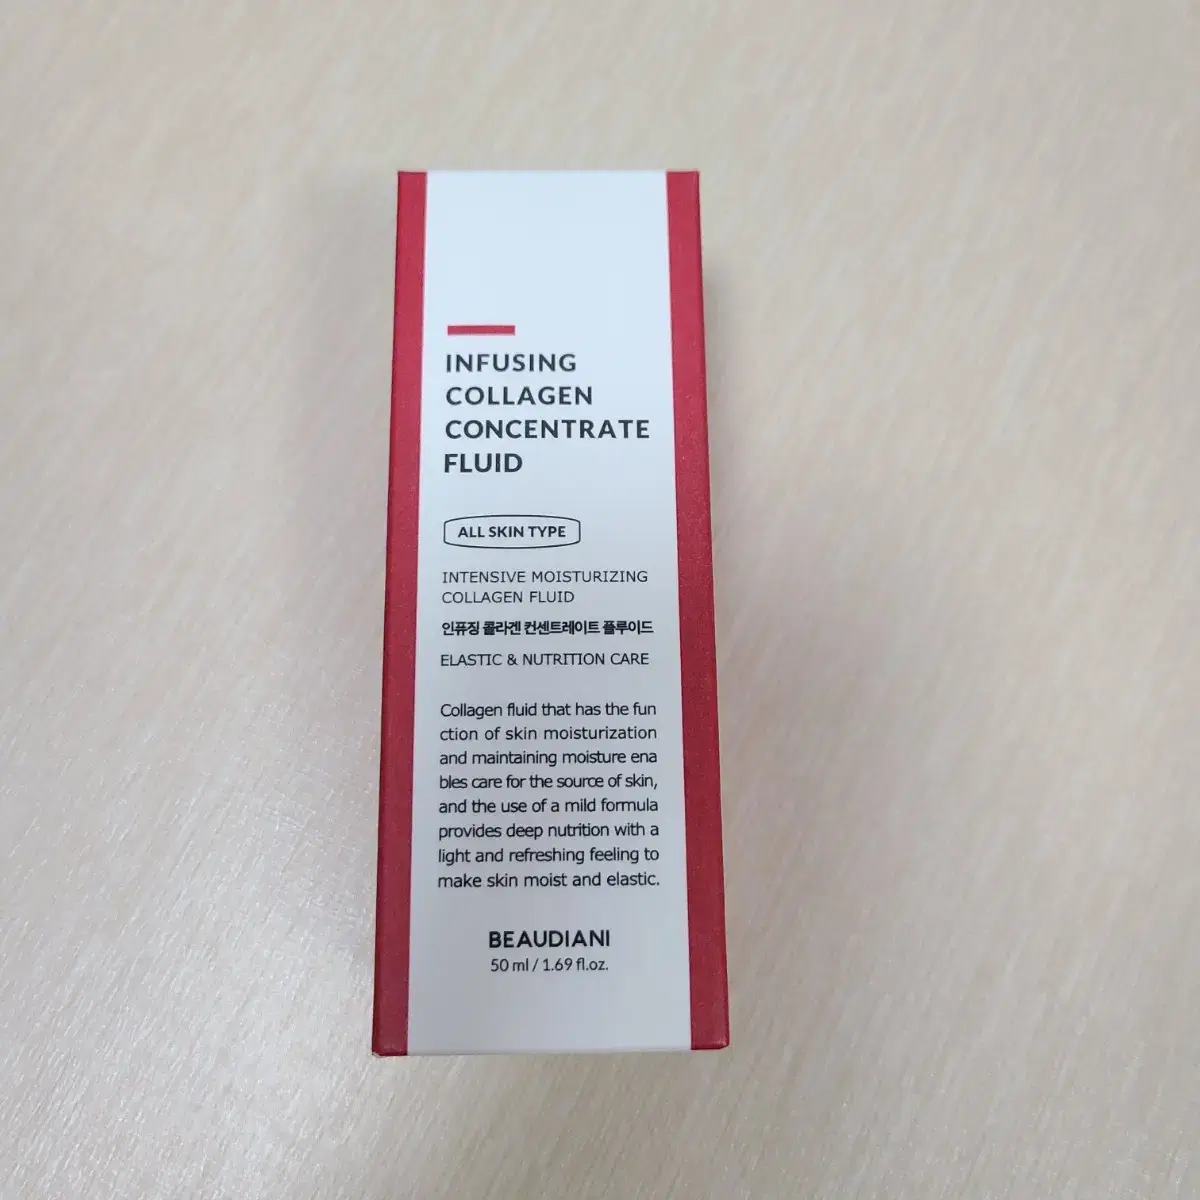 INFUSING
COLLAGEN
CONCENTRATE
FLUID
ALL SKIN TYPE
INTENSIVE MOISTURIZING
COLLAGEN FLUID
인퓨징 콜라겐 컨센트레이트 플루이드
ELASTIC & NUTRITION CARE
Collagen fluid that has the fun
ction of skin moisturization
and maintaining moisture ena
bles care for the source of skin,
and the use of a mild formula
provides deep nutrition with a
light and refreshing feeling to
make skin moist and elastic.
BEAUDIANI
50 ml / 1.69 fl.oz.